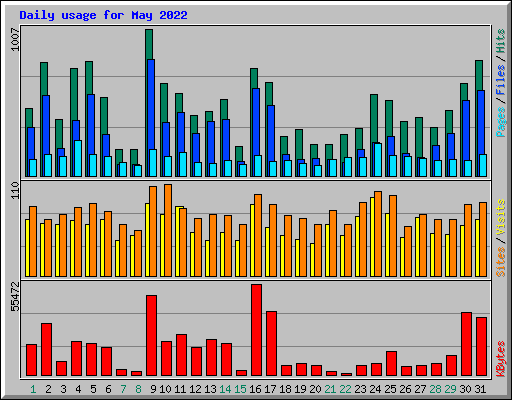 Daily usage for May 2022
1007
Pages / Files / Hits
110
Sites / Visits
55472
KBytes
1 2 3 4 5 6 7 8 9 10 11 12 13 14 15 16 17 18 19 20 21 22 23 24 25 26 27 28 29 30 31